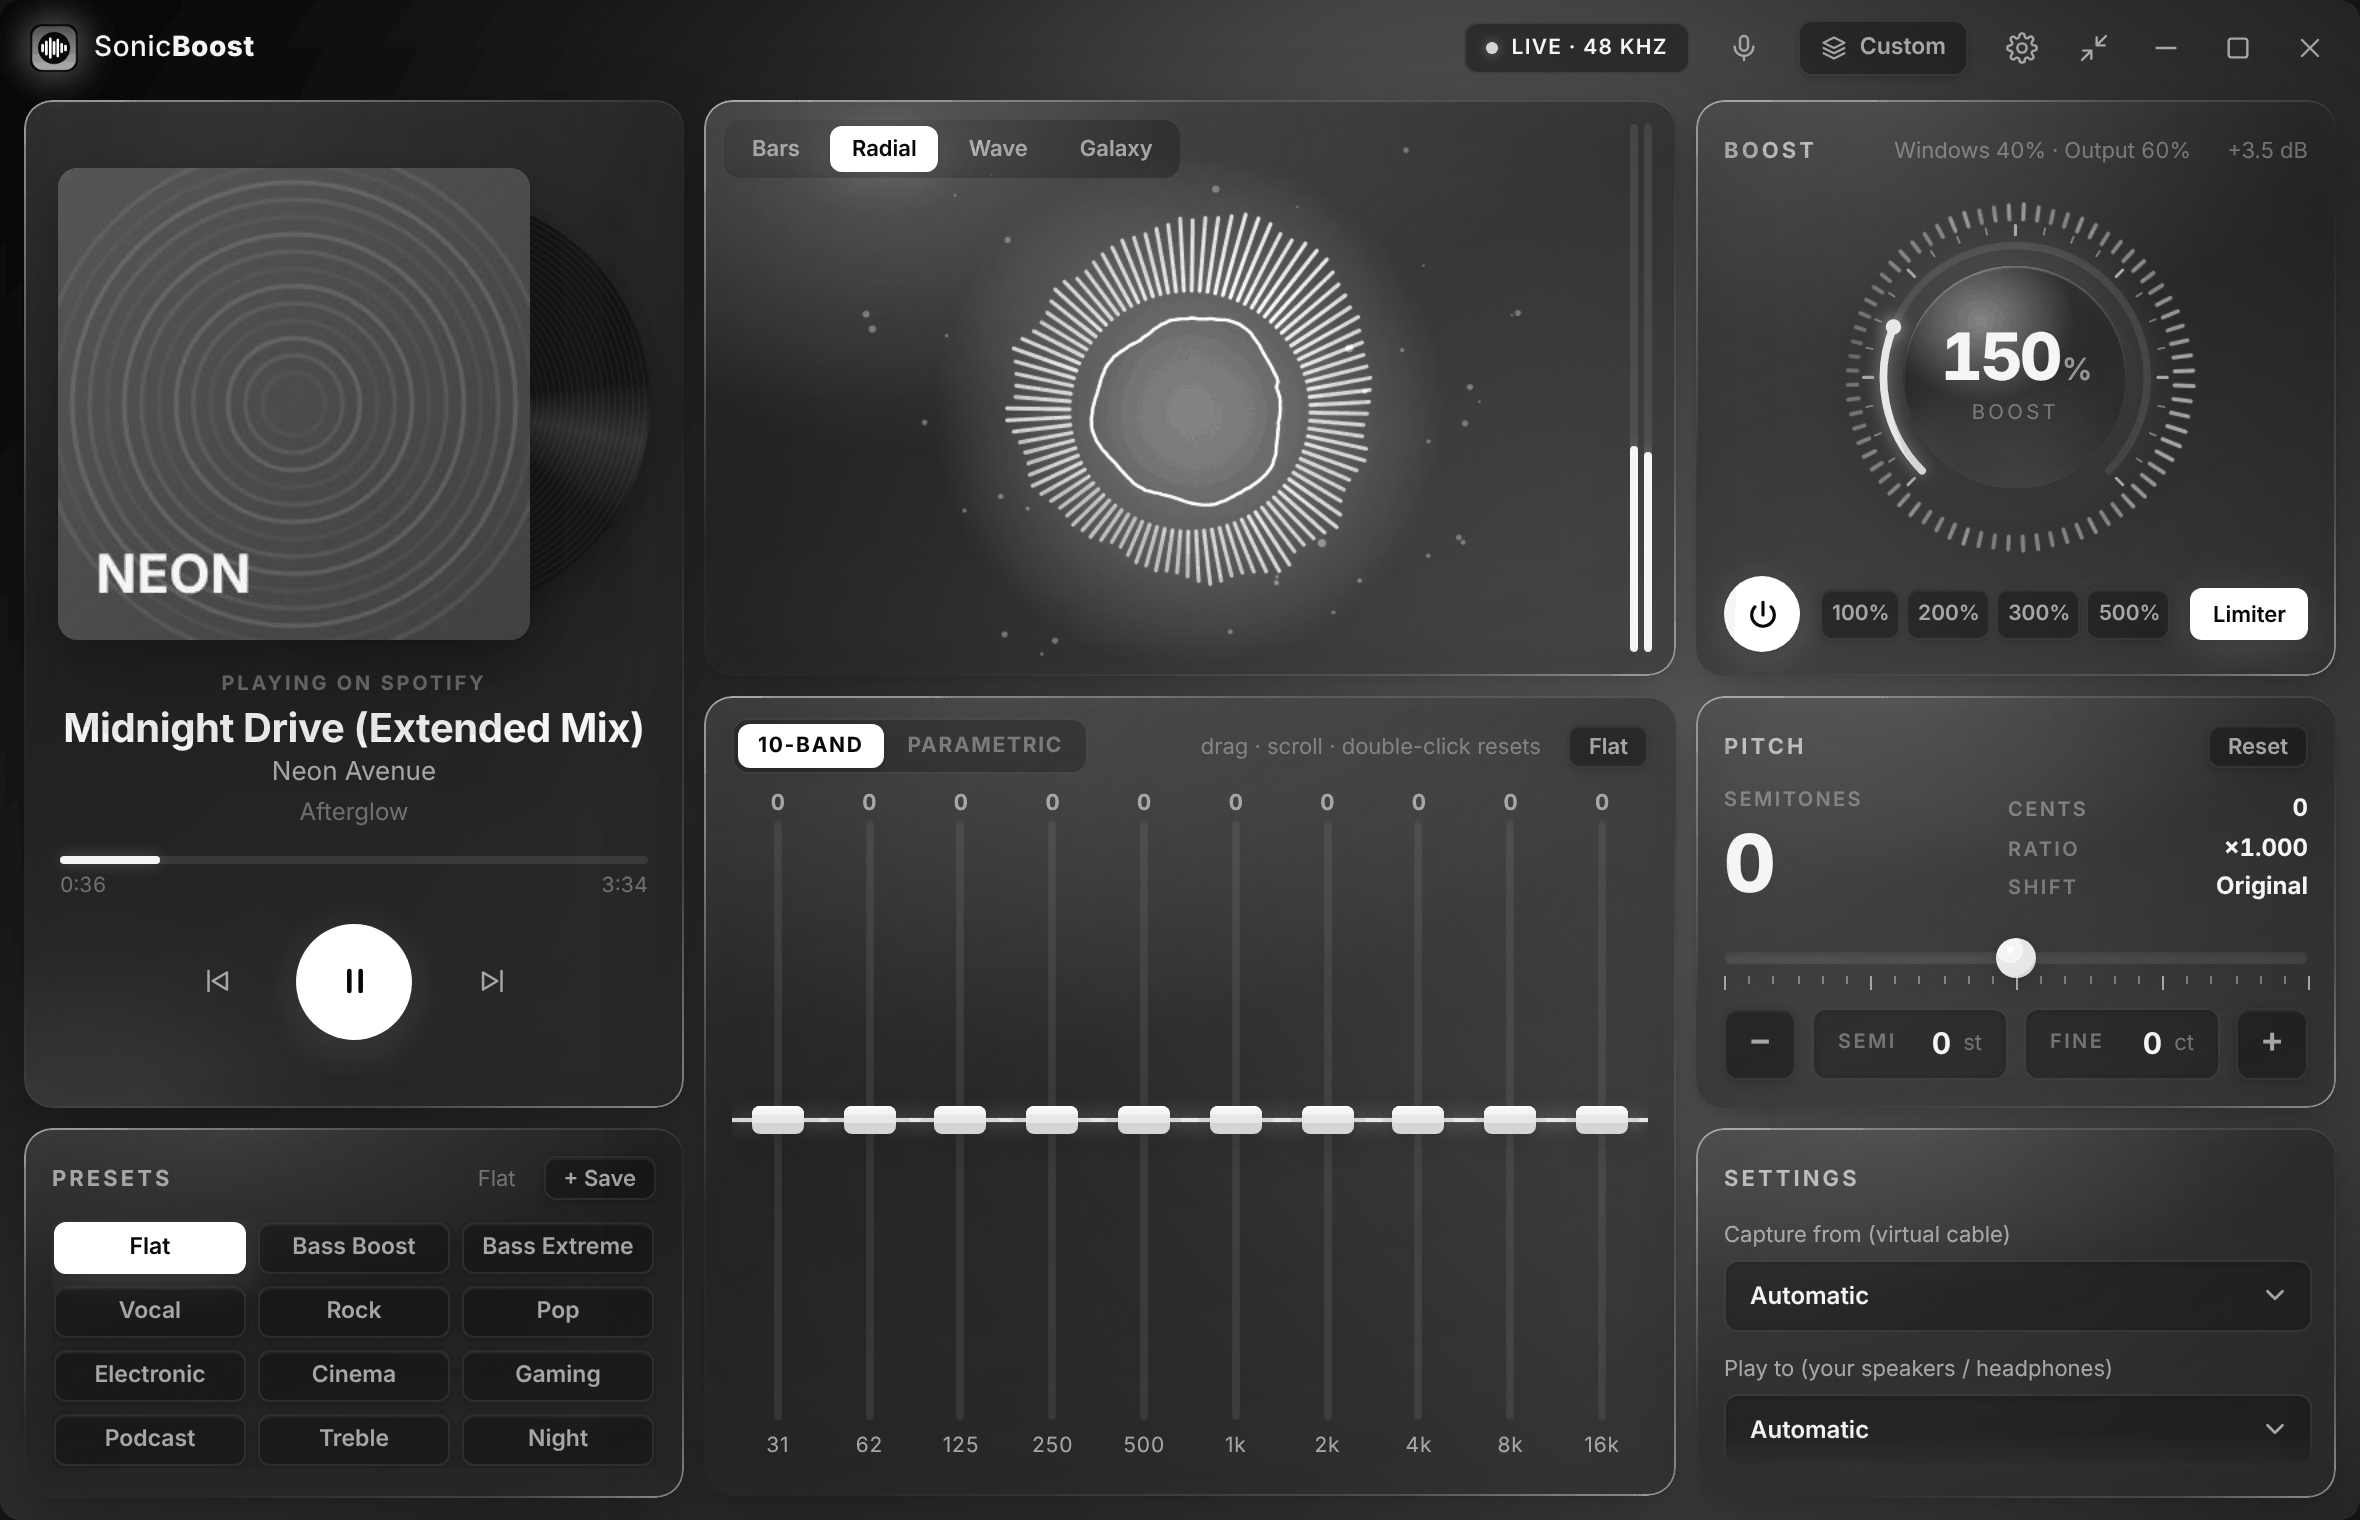 SonicBoost
LIVE · 48 KHZ
Custom
NEON
PLAYING ON SPOTIFY
Midnight Drive (Extended Mix)
Neon Avenue
Afterglow
0:36 3:34
PRESETS Flat + Save
Flat Bass Boost Bass Extreme
Vocal Rock Pop
Electronic Cinema Gaming
Podcast Treble Night
Bars Radial Wave Galaxy
10-BAND PARAMETRIC drag · scroll · double-click resets Flat
0 0 0 0 0 0 0 0 0 0
31 62 125 250 500 1k 2k 4k 8k 16k
BOOST Windows 40% · Output 60% +3.5 dB
150%
BOOST
100% 200% 300% 500% Limiter
PITCH Reset
SEMITONES
0
CENTS 0
RATIO ×1.000
SHIFT Original
− SEMI 0 st FINE 0 ct +
SETTINGS
Capture from (virtual cable)
Automatic
Play to (your speakers / headphones)
Automatic